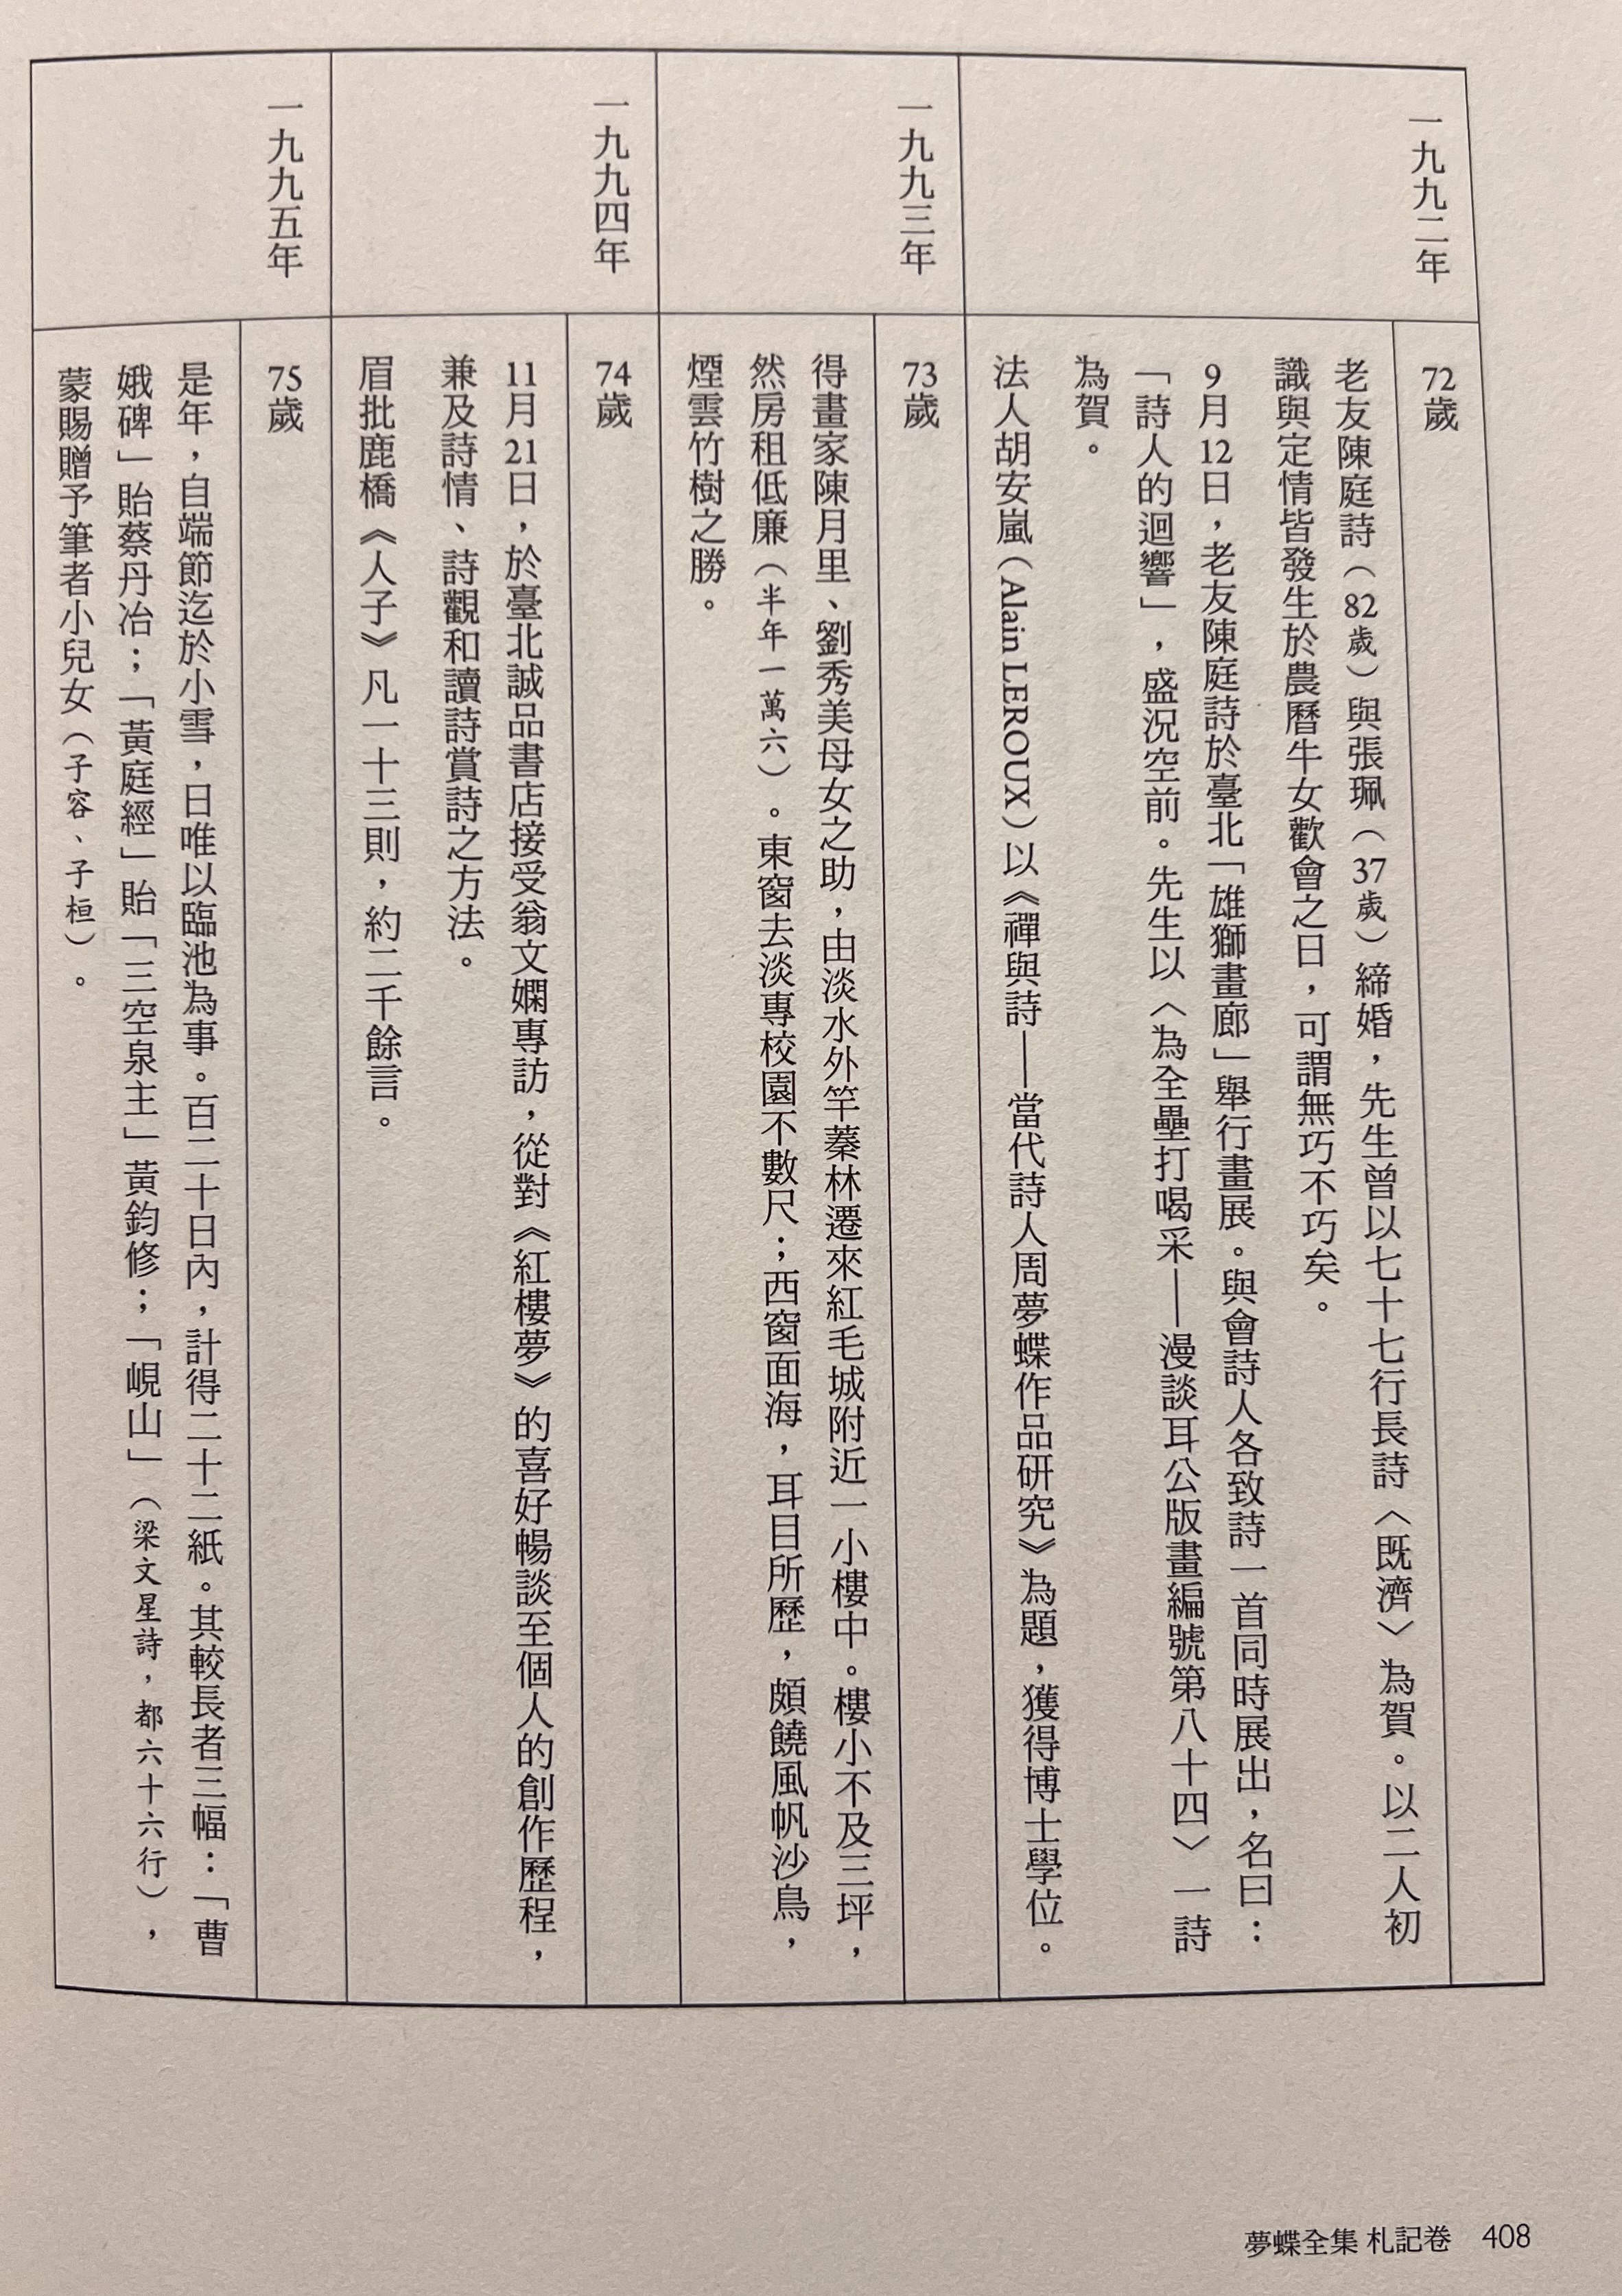 一九九二年
72歲
老友陳庭詩（82歲）與張珮（37歲）締婚，先生曾以七十七行長詩〈既濟〉為賀。以二人初
識與定情皆發生於農曆牛女歡會之日，可謂無巧不巧矣。
9月12日，老友陳庭詩於臺北「雄獅畫廊」舉行畫展。與會詩人各致詩一首同時展出，名曰：
「詩人的迴響」，盛況空前。先生以〈為全壘打喝采——漫談耳公版畫編號第八十四〉一詩
為賀。
法人胡安嵐（Alain LEROUX）以《禪與詩——當代詩人周夢蝶作品研究》為題，獲得博士學位。
一九九三年
73歲
得畫家陳月里、劉秀美母女之助，由淡水外竿蓁林遷來紅毛城附近一小樓中。樓小不及三坪，
然房租低廉（半年一萬六）。東窗去淡專校園不數尺；西窗面海，耳目所歷，頗饒風帆沙鳥，
煙雲竹樹之勝。
一九九四年
74歲
11月21日，於臺北誠品書店接受翁文嫻專訪，從對《紅樓夢》的喜好暢談至個人的創作歷程，
兼及詩情、詩觀和讀詩賞詩之方法。
眉批鹿橋《人子》凡一十三則，約二千餘言。
一九九五年
75歲
是年，自端節迄於小雪，日唯以臨池為事。百二十日內，計得二十二紙。其較長者三幅：「曹
娥碑」貽蔡丹冶；「黃庭經」貽「三空泉主」黃鈞修；「峴山」（梁文星詩，都六十六行），
蒙賜贈予筆者小兒女（子容、子桓）。
夢蝶全集 札記卷 408